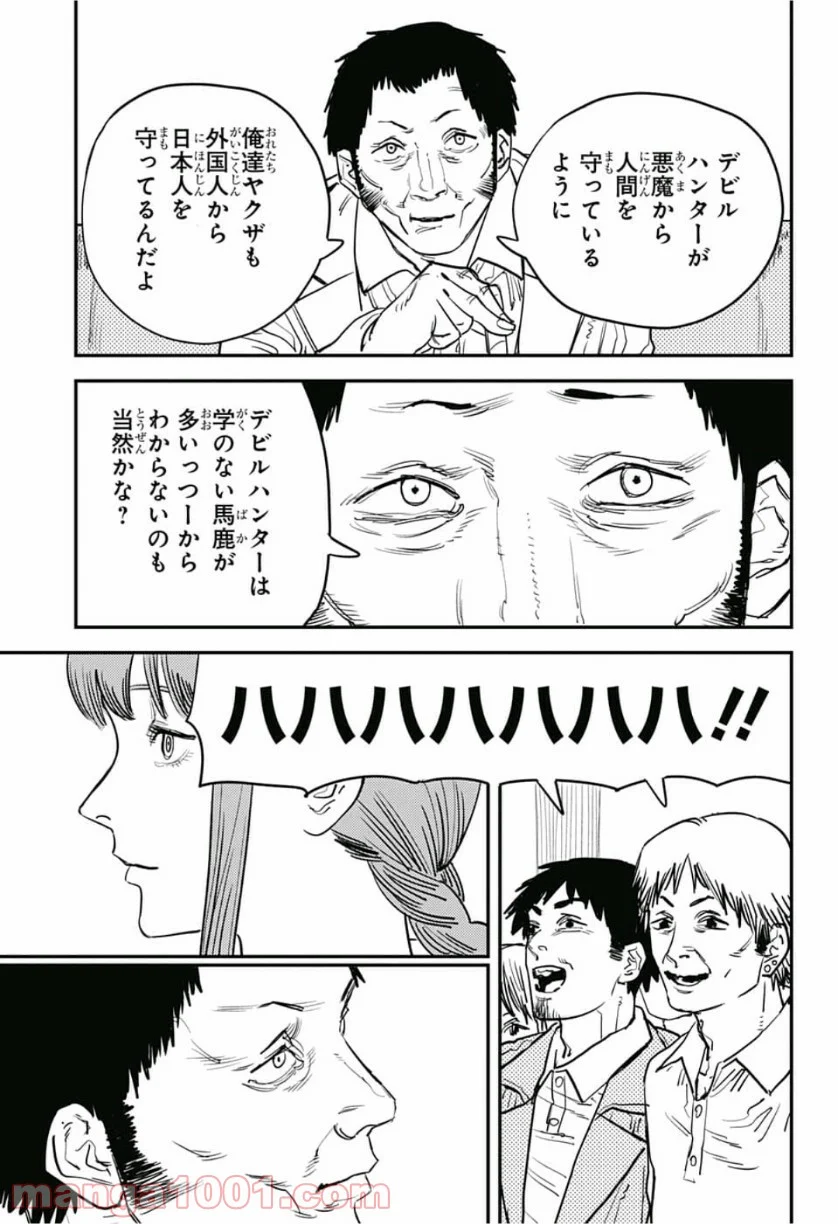 デビル
ハンターが
悪魔から
人間を
守っている
ように
俺達ヤクザも
外国人から
日本人を
守ってるんだよ
デビルハンターは
学のない馬鹿が
多いっつーから
わからないのも
当然かな?
ハハハハハハハハ!!
manga1001.com